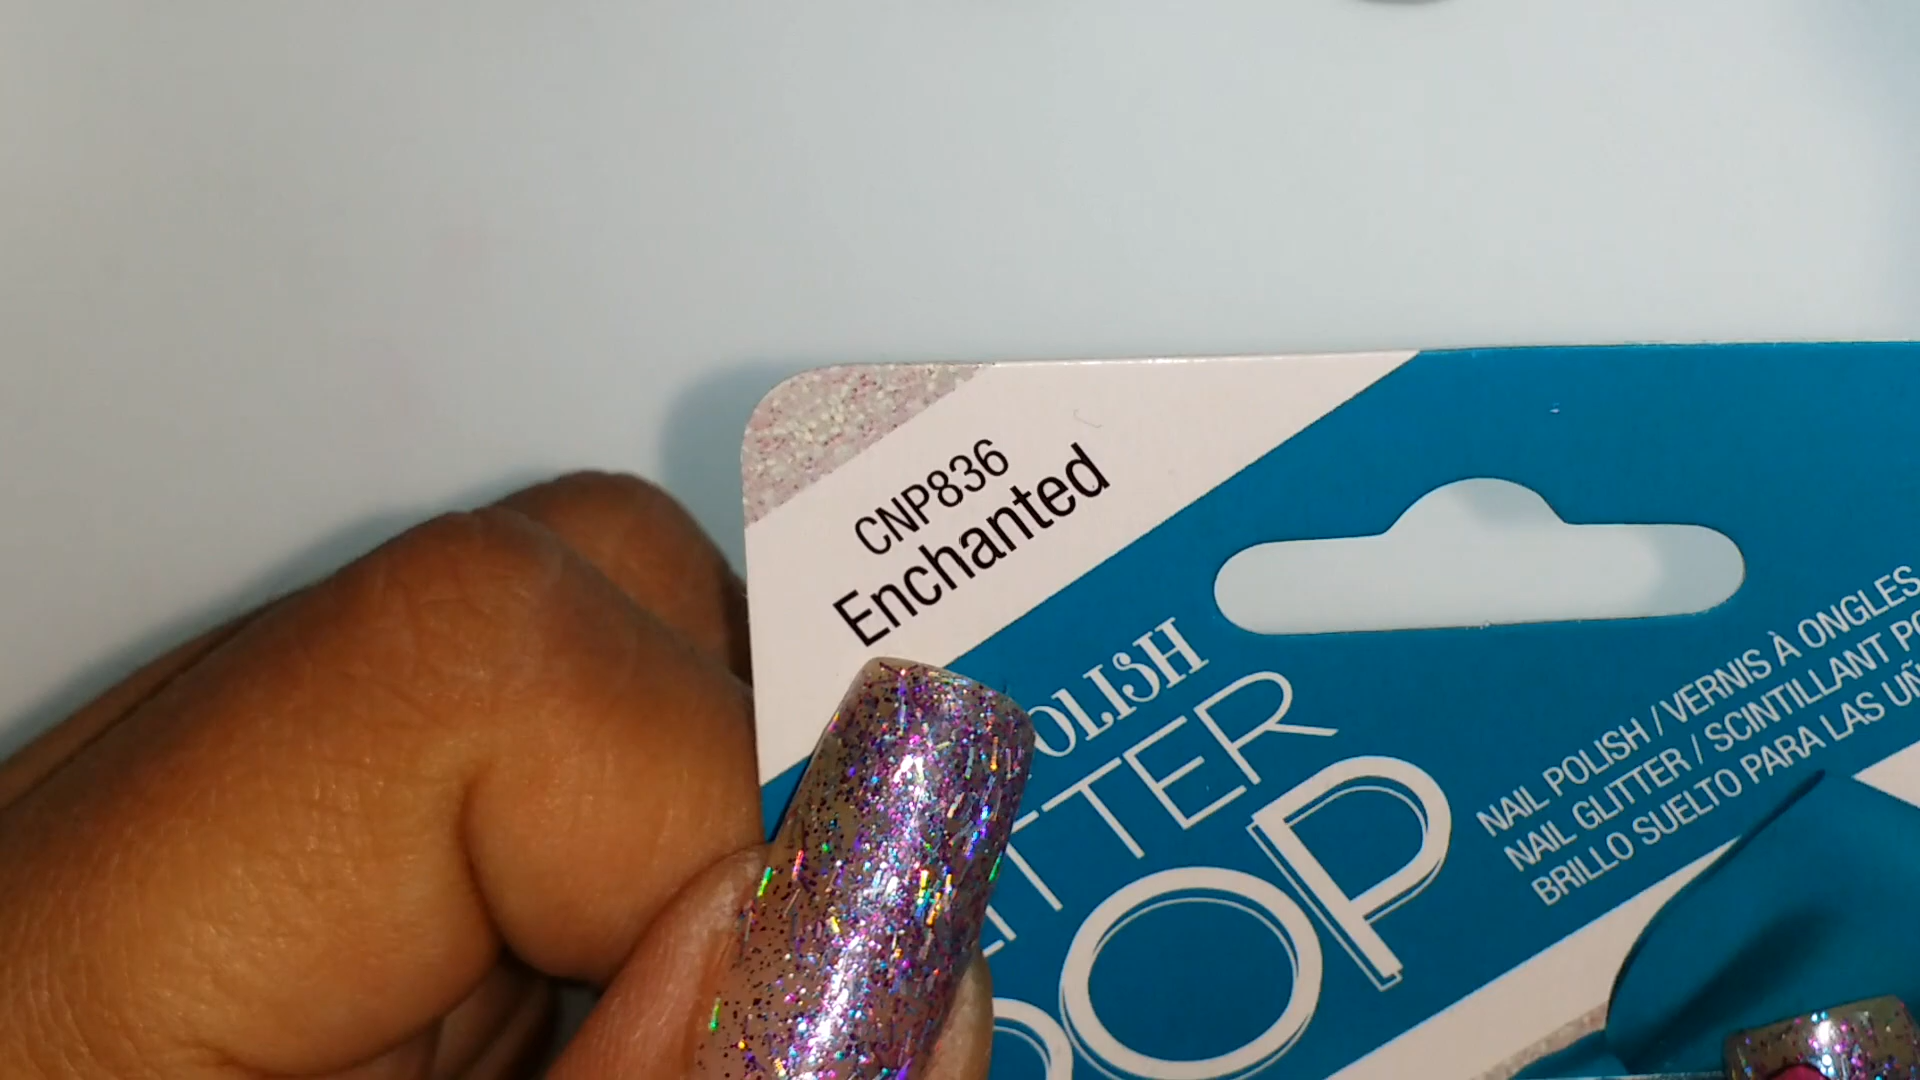 CNP836
Enchanted
OLISH
TTER
OP
NAIL POLISH / VERNIS À ONGLES
NAIL GLITTER / SCINTILLANT
BRILLO SUELTO PARA LAS